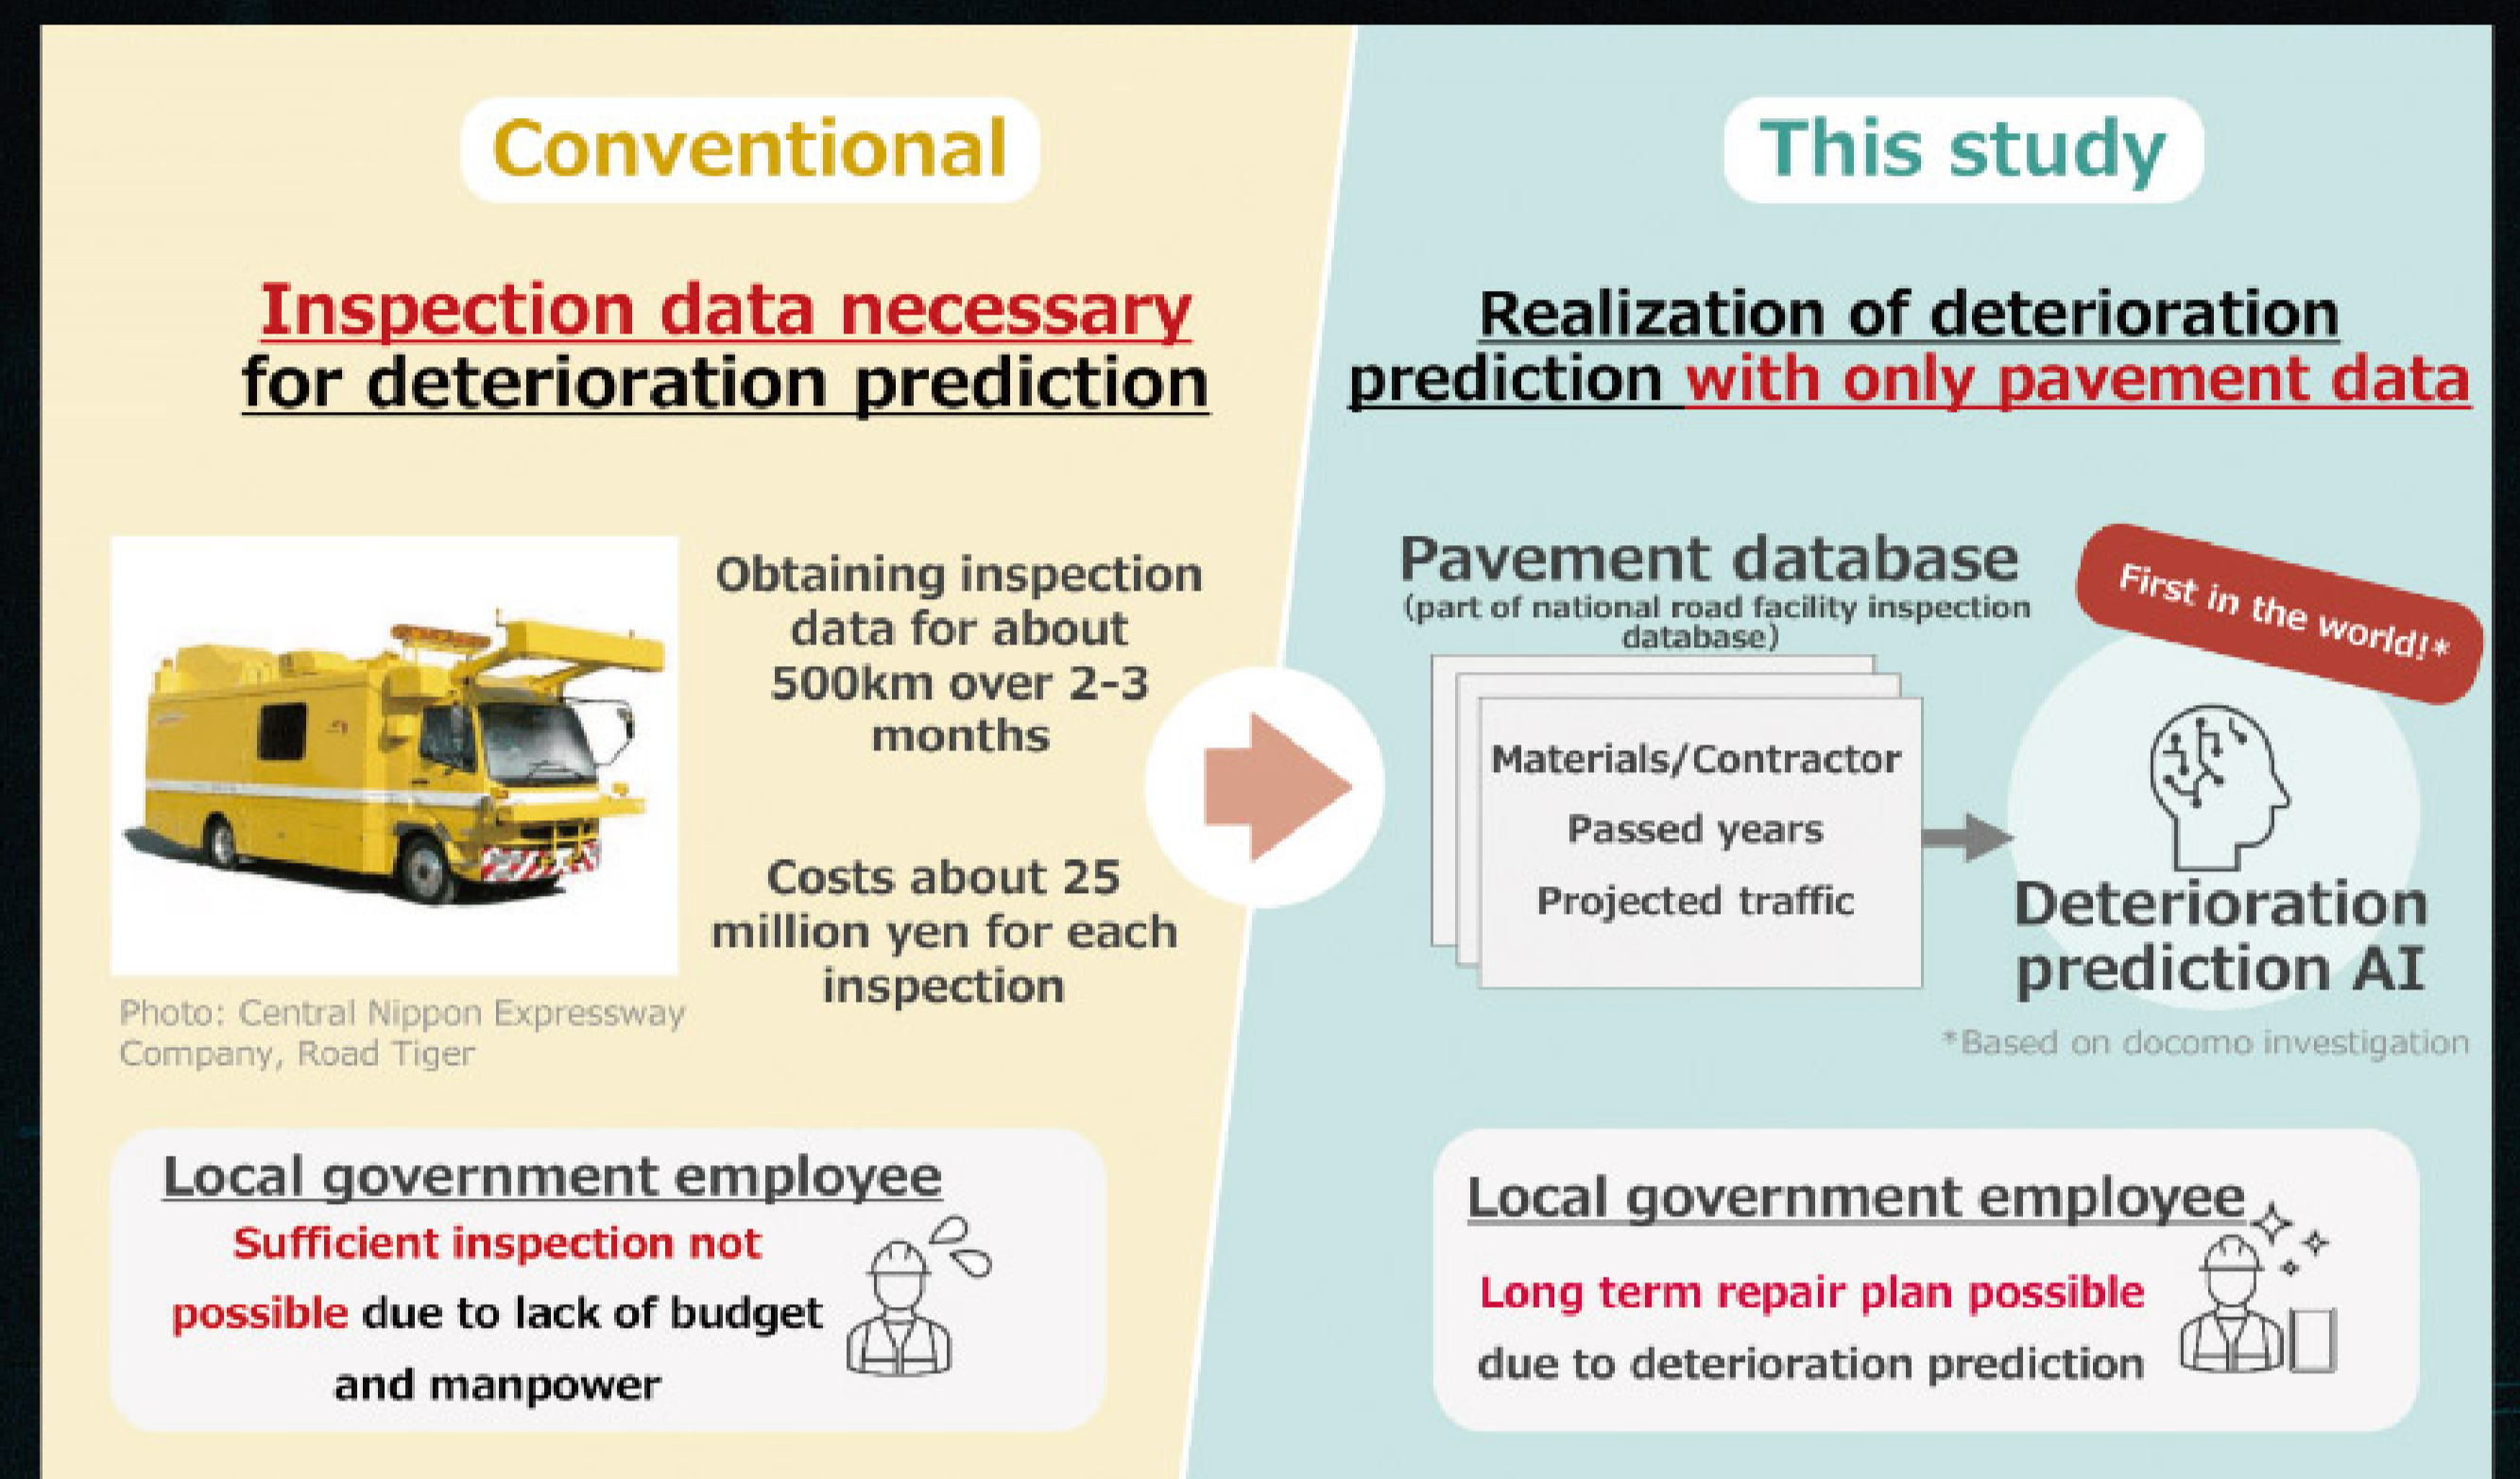 Conventional
Inspection data necessary
for deterioration prediction
Obtaining inspection
data for about
500km over 2-3
months
Costs about 25
million yen for each
inspection
Photo: Central Nippon Expressway
Company, Road Tiger
Local government employee
Sufficient inspection not
possible due to lack of budget
and manpower
This study
Realization of deterioration
prediction with only pavement data
Pavement database
(part of national road facility inspection
database)
First in the world!*
Materials/Contractor
Passed years
Projected traffic
Deterioration
prediction AI
*Based on docomo investigation
Local government employee
Long term repair plan possible
due to deterioration prediction